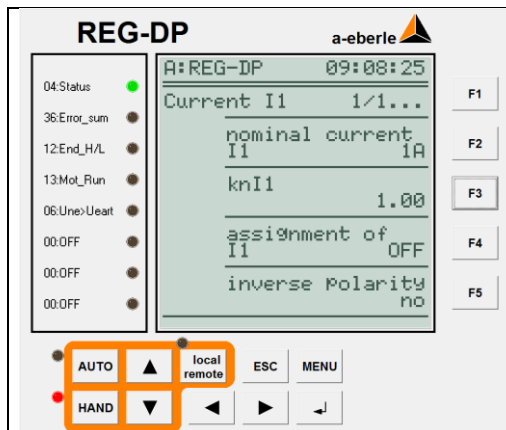 REG-DP
a-eberle
04:Status
36:Error_sum
12:End_H/L
13:Mot_Run
06:Une>Ueart
00:OFF
00:OFF
00:OFF
A:REG-DP 09:08:25
Current I1 1/1...
nominal current
I1 1A
knI1
1.00
assignment of
I1 OFF
inverse Polarity
no
F1
F2
F3
F4
F5
AUTO ▲ local
remote ESC MENU
HAND ▼ ◄ ► ↲